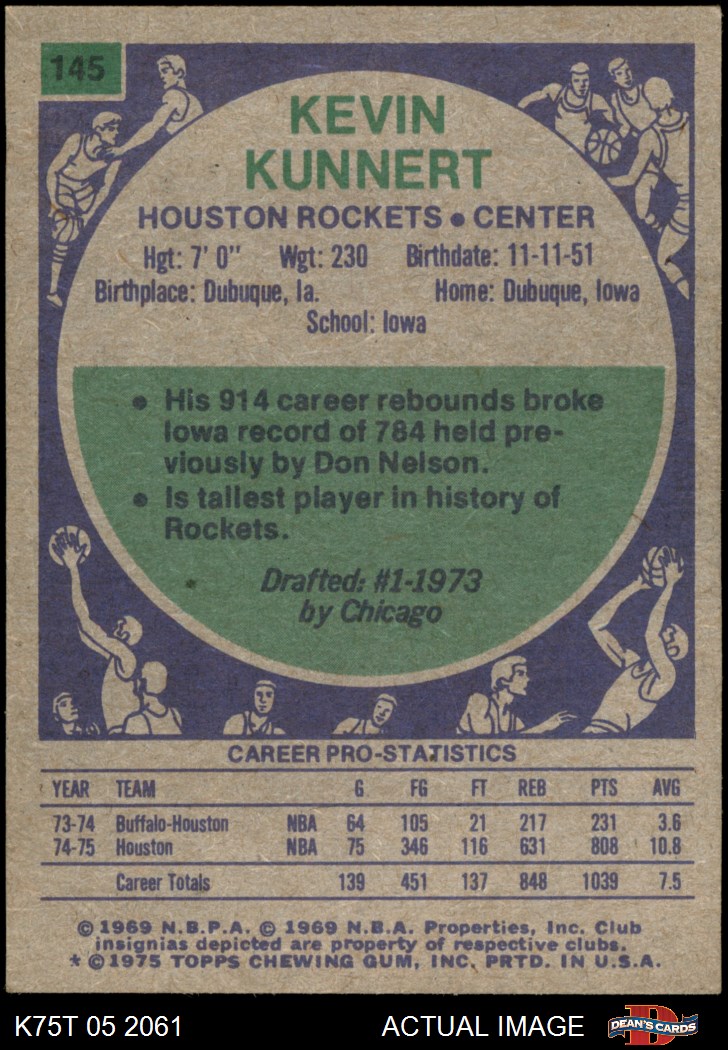 145
KEVIN
KUNNERT
HOUSTON ROCKETS • CENTER
Hgt: 7' 0" Wgt: 230 Birthdate: 11-11-51
Birthplace: Dubuque, Ia. Home: Dubuque, Iowa
School: Iowa
• His 914 career rebounds broke
Iowa record of 784 held pre-
viously by Don Nelson.
• Is tallest player in history of
Rockets.
Drafted: #1-1973
by Chicago
CAREER PRO-STATISTICS
YEAR TEAM G FG FT REB PTS AVG
73-74 Buffalo-Houston NBA 64 105 21 217 231 3.6
74-75 Houston NBA 75 346 116 631 808 10.8
Career Totals 139 451 137 848 1039 7.5
© 1969 N.B.P.A. © 1969 N.B.A. Properties, Inc. Club
insignias depicted are property of respective clubs.
* © 1975 TOPPS CHEWING GUM, INC. PRTD. IN U.S.A.
K75T 05 2061 ACTUAL IMAGE D DEAN'S CARDS